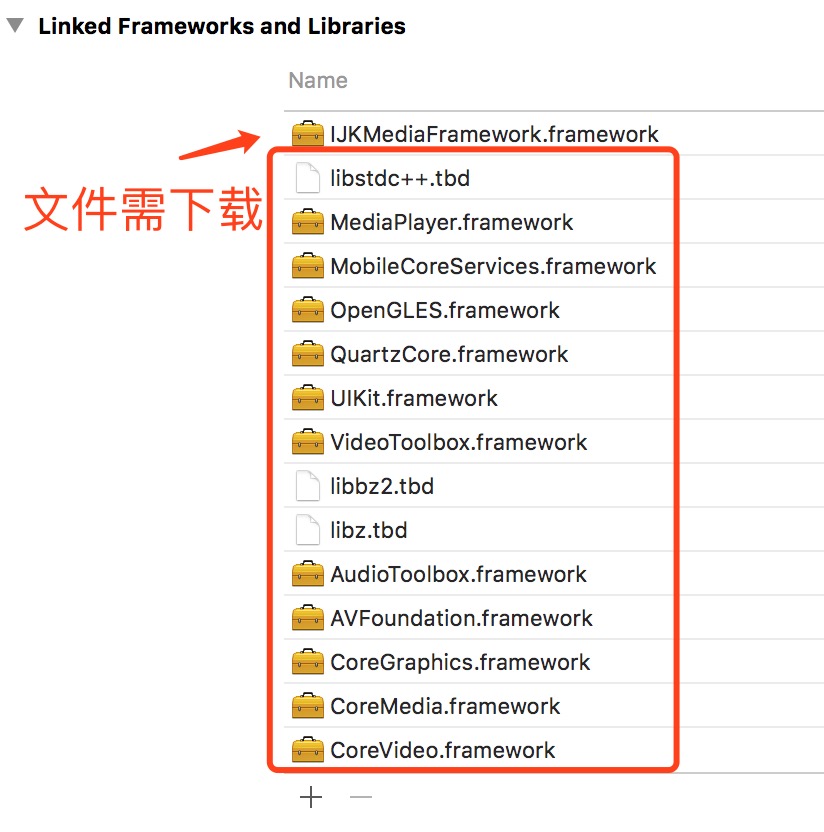 Linked Frameworks and Libraries
Name
IJKMediaFramework.framework
文件需下载
libstdc++.tbd
MediaPlayer.framework
MobileCoreServices.framework
OpenGLES.framework
QuartzCore.framework
UIKit.framework
VideoToolbox.framework
libbz2.tbd
libz.tbd
AudioToolbox.framework
AVFoundation.framework
CoreGraphics.framework
CoreMedia.framework
CoreVideo.framework